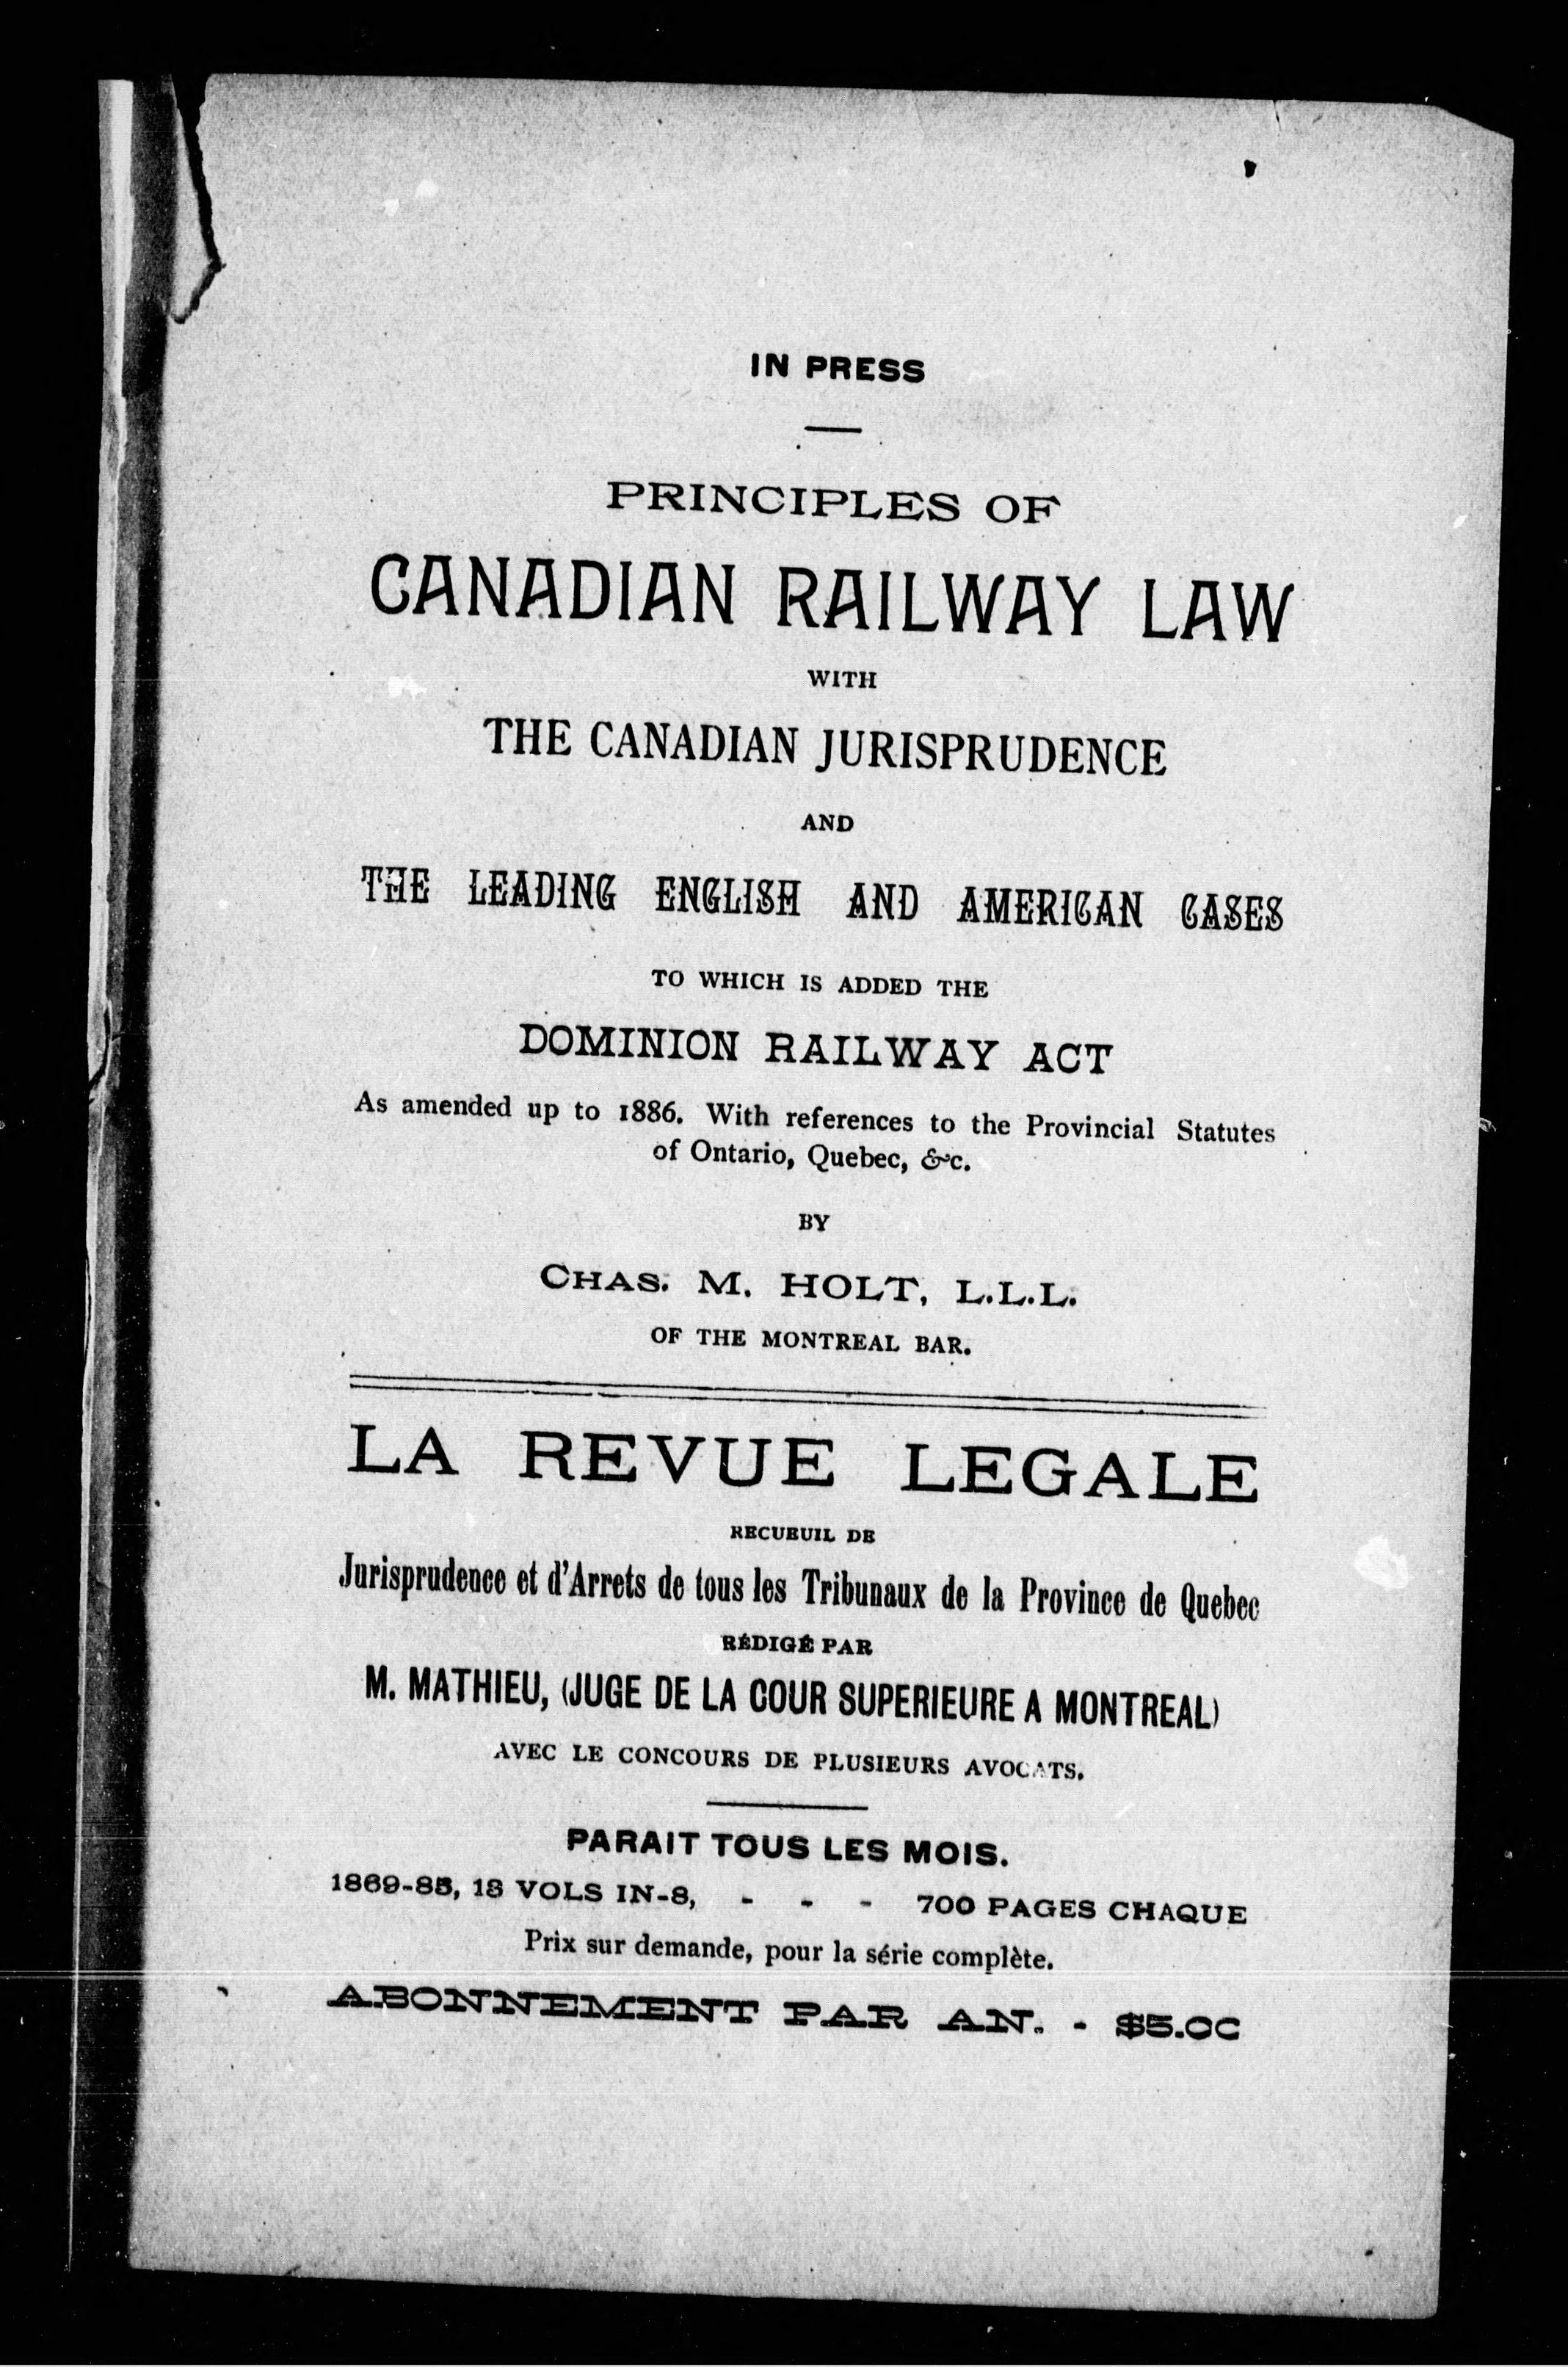 IN PRESS
PRINCIPLES OF
CANADIAN RAILWAY LAW
WITH
THE CANADIAN JURISPRUDENCE
AND
THE LEADING ENGLISH AND AMERICAN CASES
TO WHICH IS ADDED THE
DOMINION RAILWAY ACT
As amended up to 1886. With references to the Provincial Statutes
of Ontario, Quebec, &c.
BY
CHAS. M. HOLT, L.L.L.
OF THE MONTREAL BAR.
LA REVUE LEGALE
RECUEUIL DE
Jurisprudence et d'Arrets de tous les Tribunaux de la Province de Quebec
RÉDIGÉ PAR
M. MATHIEU, (JUGE DE LA COUR SUPERIEURE A MONTREAL)
AVEC LE CONCOURS DE PLUSIEURS AVOCATS.
PARAIT TOUS LES MOIS.
1869-85, 13 VOLS IN-8, - - - 700 PAGES CHAQUE
Prix sur demande, pour la série complète.
ABONNEMENT PAR AN. - $5.00